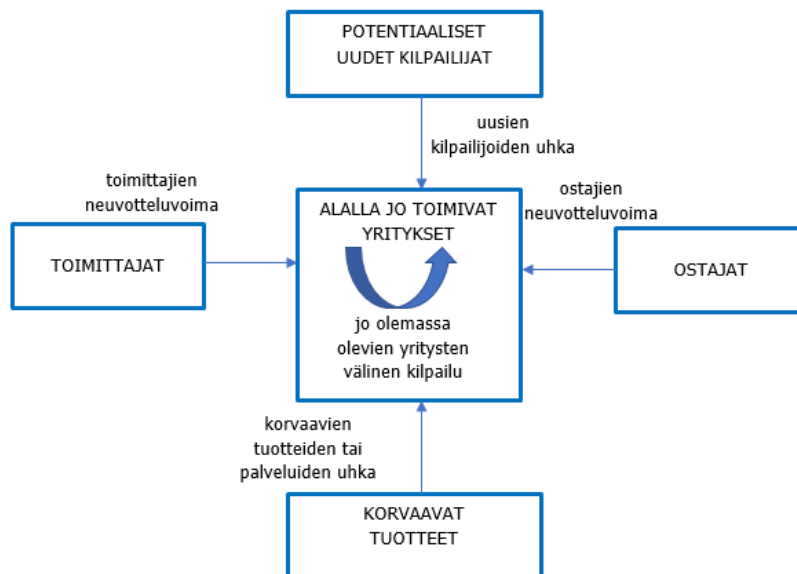 POTENTIAALISET
UUDET KILPAILIJAT
uusien
kilpailijoiden uhka
toimittajien
neuvotteluvoima
ALALLA JO TOIMIVAT
YRITYKSET
ostajien
neuvotteluvoima
TOIMITTAJAT
OSTAJAT
jo olemassa
olevien yritysten
välinen kilpailu
korvaavien
tuotteiden tai
palveluiden uhka
KORVAAVAT
TUOTTEET